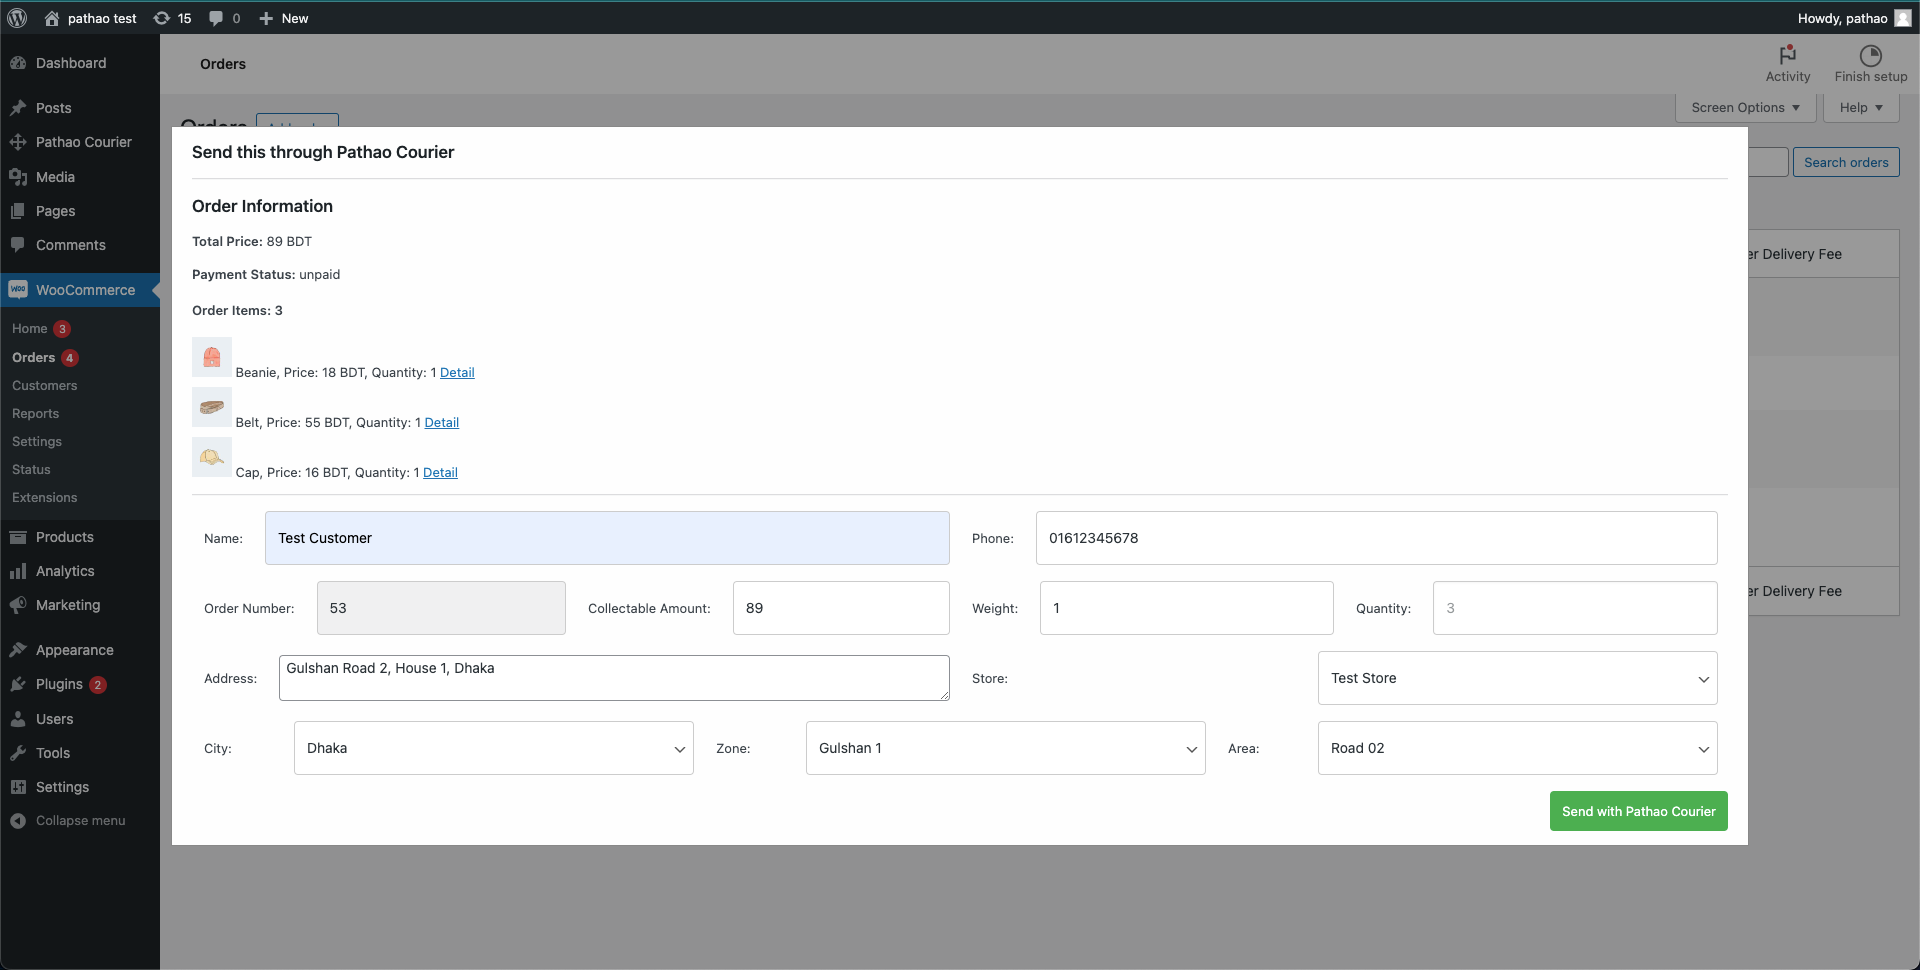 pathao test 15 0 New Howdy, pathao
Dashboard
Posts
Pathao Courier
Media
Pages
Comments
WooCommerce
Home 3
Orders 4
Customers
Reports
Settings
Status
Extensions
Products
Analytics
Marketing
Appearance
Plugins 2
Users
Tools
Settings
Collapse menu
Orders
Activity
Finish setup
Screen Options
Help
Orders
Search orders
Send this through Pathao Courier
Order Information
Total Price: 89 BDT
Payment Status: unpaid
Order Items: 3
Beanie, Price: 18 BDT, Quantity: 1 Detail
Belt, Price: 55 BDT, Quantity: 1 Detail
Cap, Price: 16 BDT, Quantity: 1 Detail
Name: Test Customer Phone: 01612345678
Order Number: 53 Collectable Amount: 89 Weight: 1 Quantity: 3
Address: Gulshan Road 2, House 1, Dhaka Store: Test Store
City: Dhaka Zone: Gulshan 1 Area: Road 02
Send with Pathao Courier
er Delivery Fee
er Delivery Fee